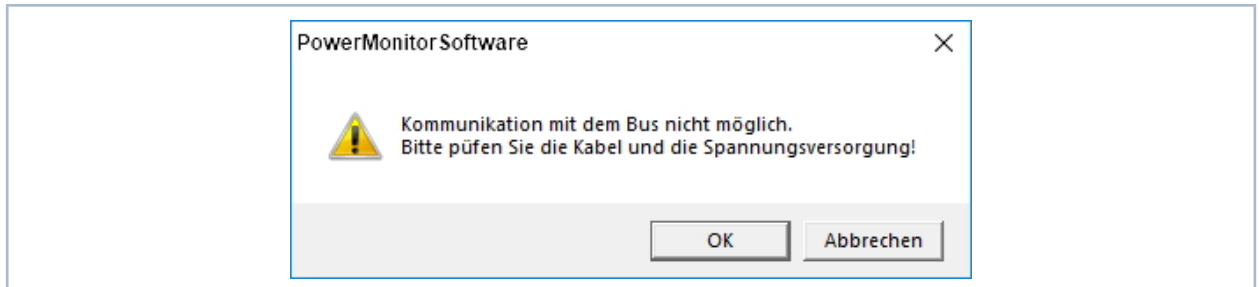 PowerMonitorSoftware
Kommunikation mit dem Bus nicht möglich.
Bitte püfen Sie die Kabel und die Spannungsversorgung!
OK
Abbrechen